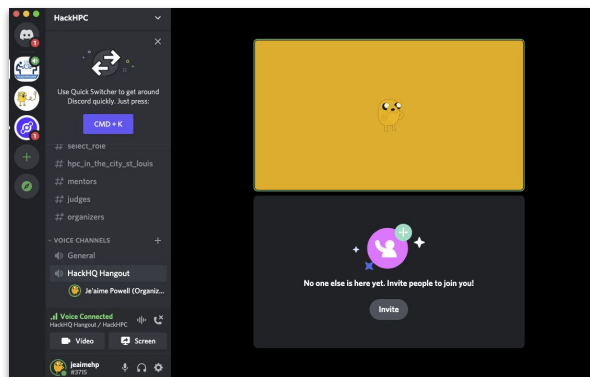 HackHPC
1
Use Quick Switcher to get around
Discord quickly. Just press:
CMD + K
1
# select_role
# hpc_in_the_city_st_louis
# mentors
# judges
# organizers
VOICE CHANNELS
General
HackHQ Hangout
Je'aime Powell (Organiz...
Voice Connected
HackHQ Hangout / HackHPC
Video
Screen
jeaimehp
#3715
No one else is here yet. Invite people to join you!
Invite